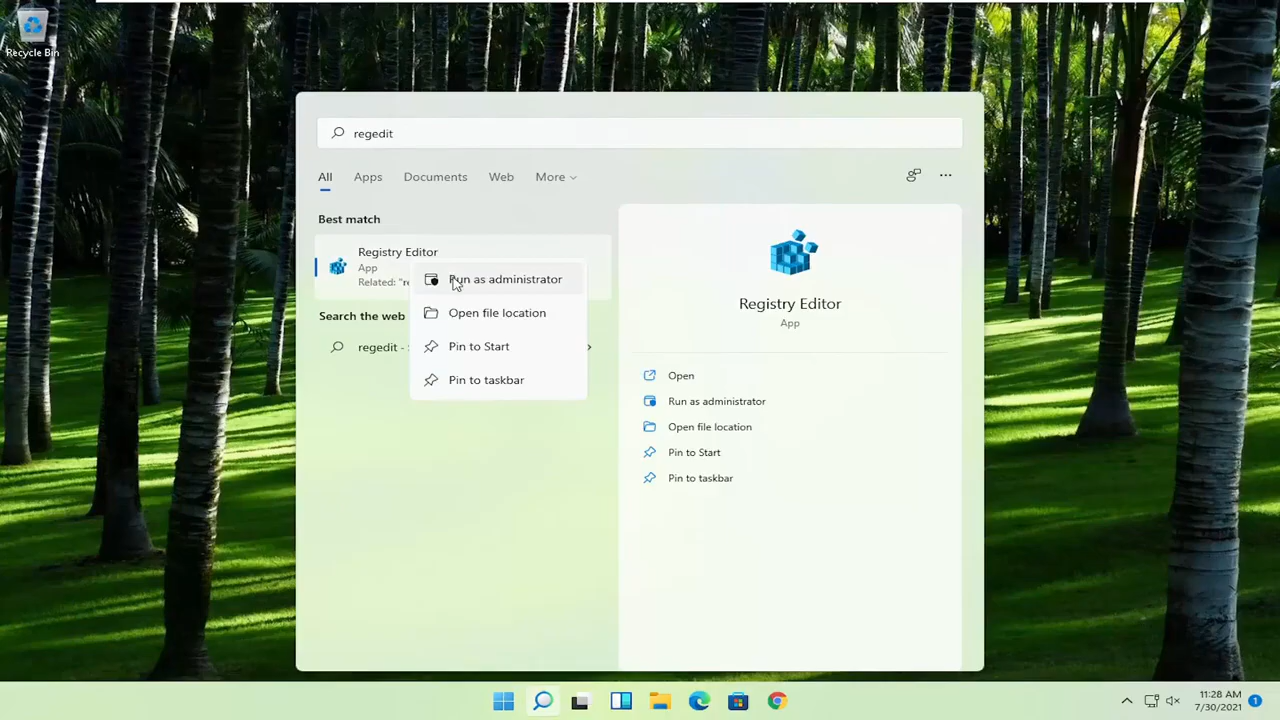 Recycle Bin
regedit
All Apps Documents Web More
Best match
Registry Editor
App
Related: "re
Search the web
regedit -
Run as administrator
Open file location
Pin to Start
Pin to taskbar
Registry Editor
App
Open
Run as administrator
Open file location
Pin to Start
Pin to taskbar
11:28 AM
7/30/2021
1